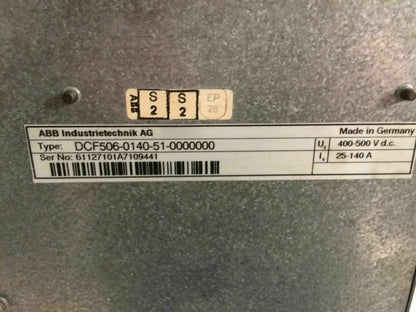 ABB S 2 S 2 EP 28
ABB Industrietechnik AG Made in Germany
Type: DCF506-0140-51-0000000 U, 400-500 V d.c.
Ser No: 61127101A7109441 I, 25-140 A